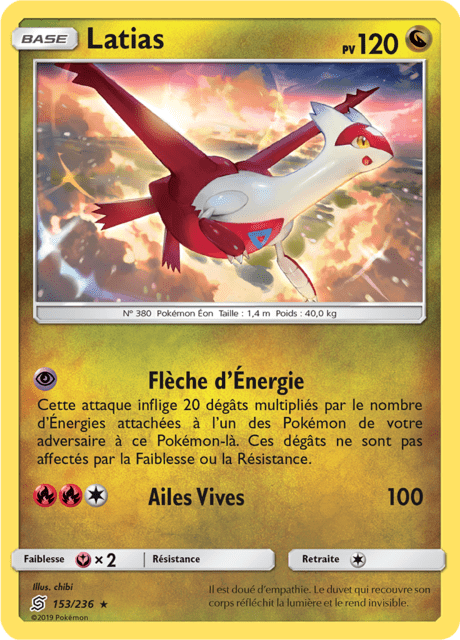 BASE Latias PV 120
N° 380 Pokémon Éon Taille : 1,4 m Poids : 40,0 kg
Flèche d'Énergie
Cette attaque inflige 20 dégâts multipliés par le nombre
d'Énergies attachées à l'un des Pokémon de votre
adversaire à ce Pokémon-là. Ces dégâts ne sont pas
affectés par la Faiblesse ou la Résistance.
Ailes Vives 100
Faiblesse × 2 Résistance Retraite
Illus. chibi
153/236 ★
©2019 Pokémon
Il est doué d'empathie. Le duvet qui recouvre son
corps réfléchit la lumière et le rend invisible.